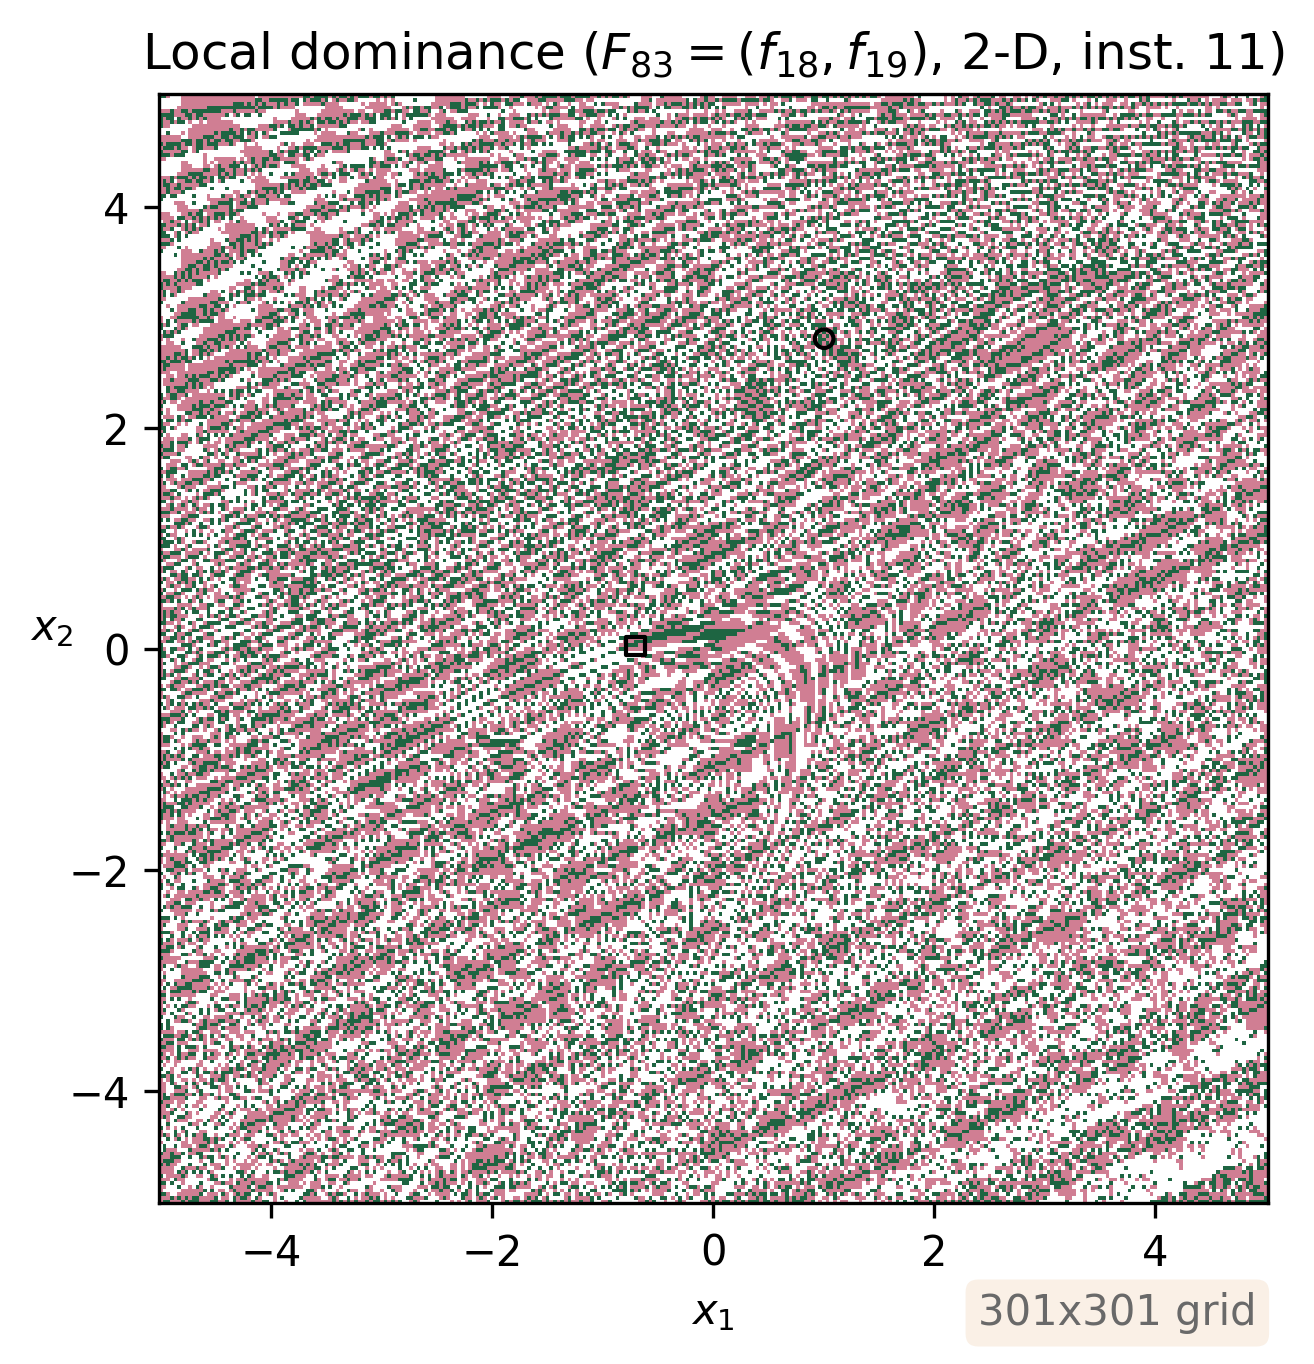 Local dominance (F₈₃ = (f₁₈, f₁₉), 2-D, inst. 11)
4
2
x₂
0
−2
−4
−4 −2 0 2 4
x₁
301x301 grid